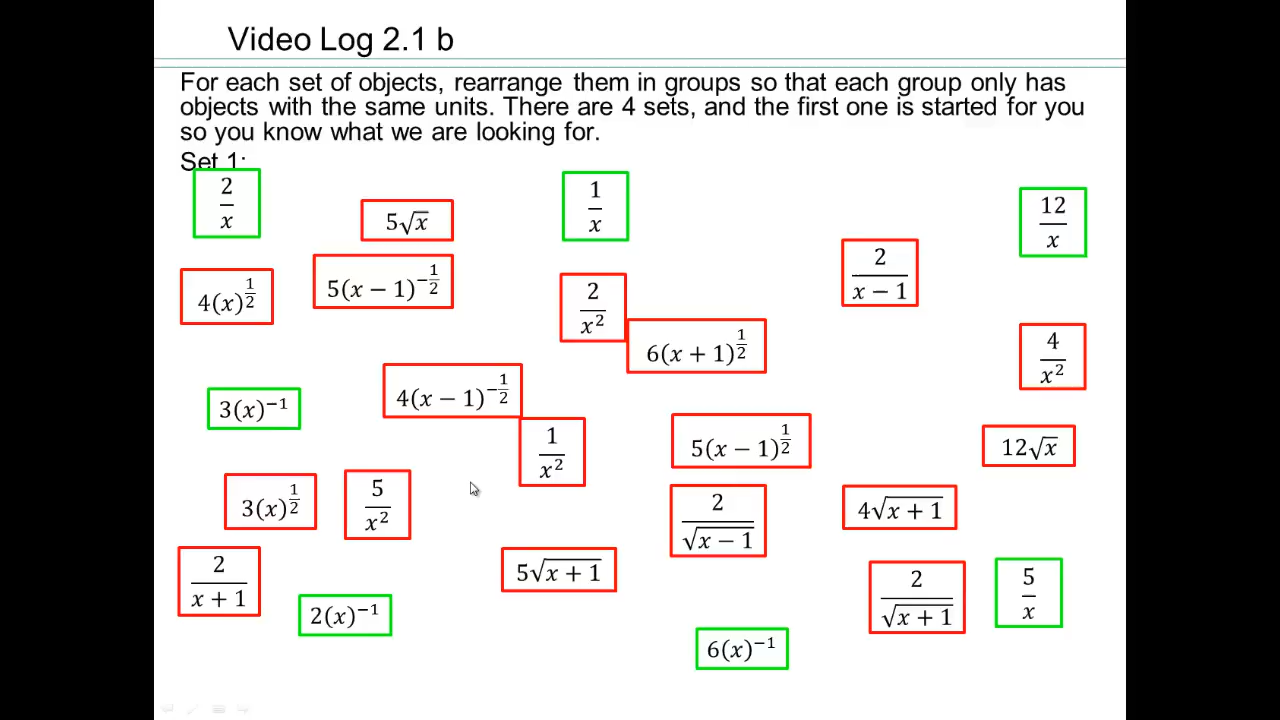 Video Log 2.1 b
For each set of objects, rearrange them in groups so that each group only has
objects with the same units. There are 4 sets, and the first one is started for you
so you know what we are looking for.
Set 1:
2/x
5√x
1/x
12/x
4(x)^(1/2)
5(x − 1)^(−1/2)
2/x²
2/(x − 1)
6(x + 1)^(1/2)
4/x²
3(x)^(−1)
4(x − 1)^(−1/2)
1/x²
5(x − 1)^(1/2)
12√x
3(x)^(1/2)
5/x²
2/√(x − 1)
4√(x + 1)
2/(x + 1)
5√(x + 1)
2/√(x + 1)
5/x
2(x)^(−1)
6(x)^(−1)